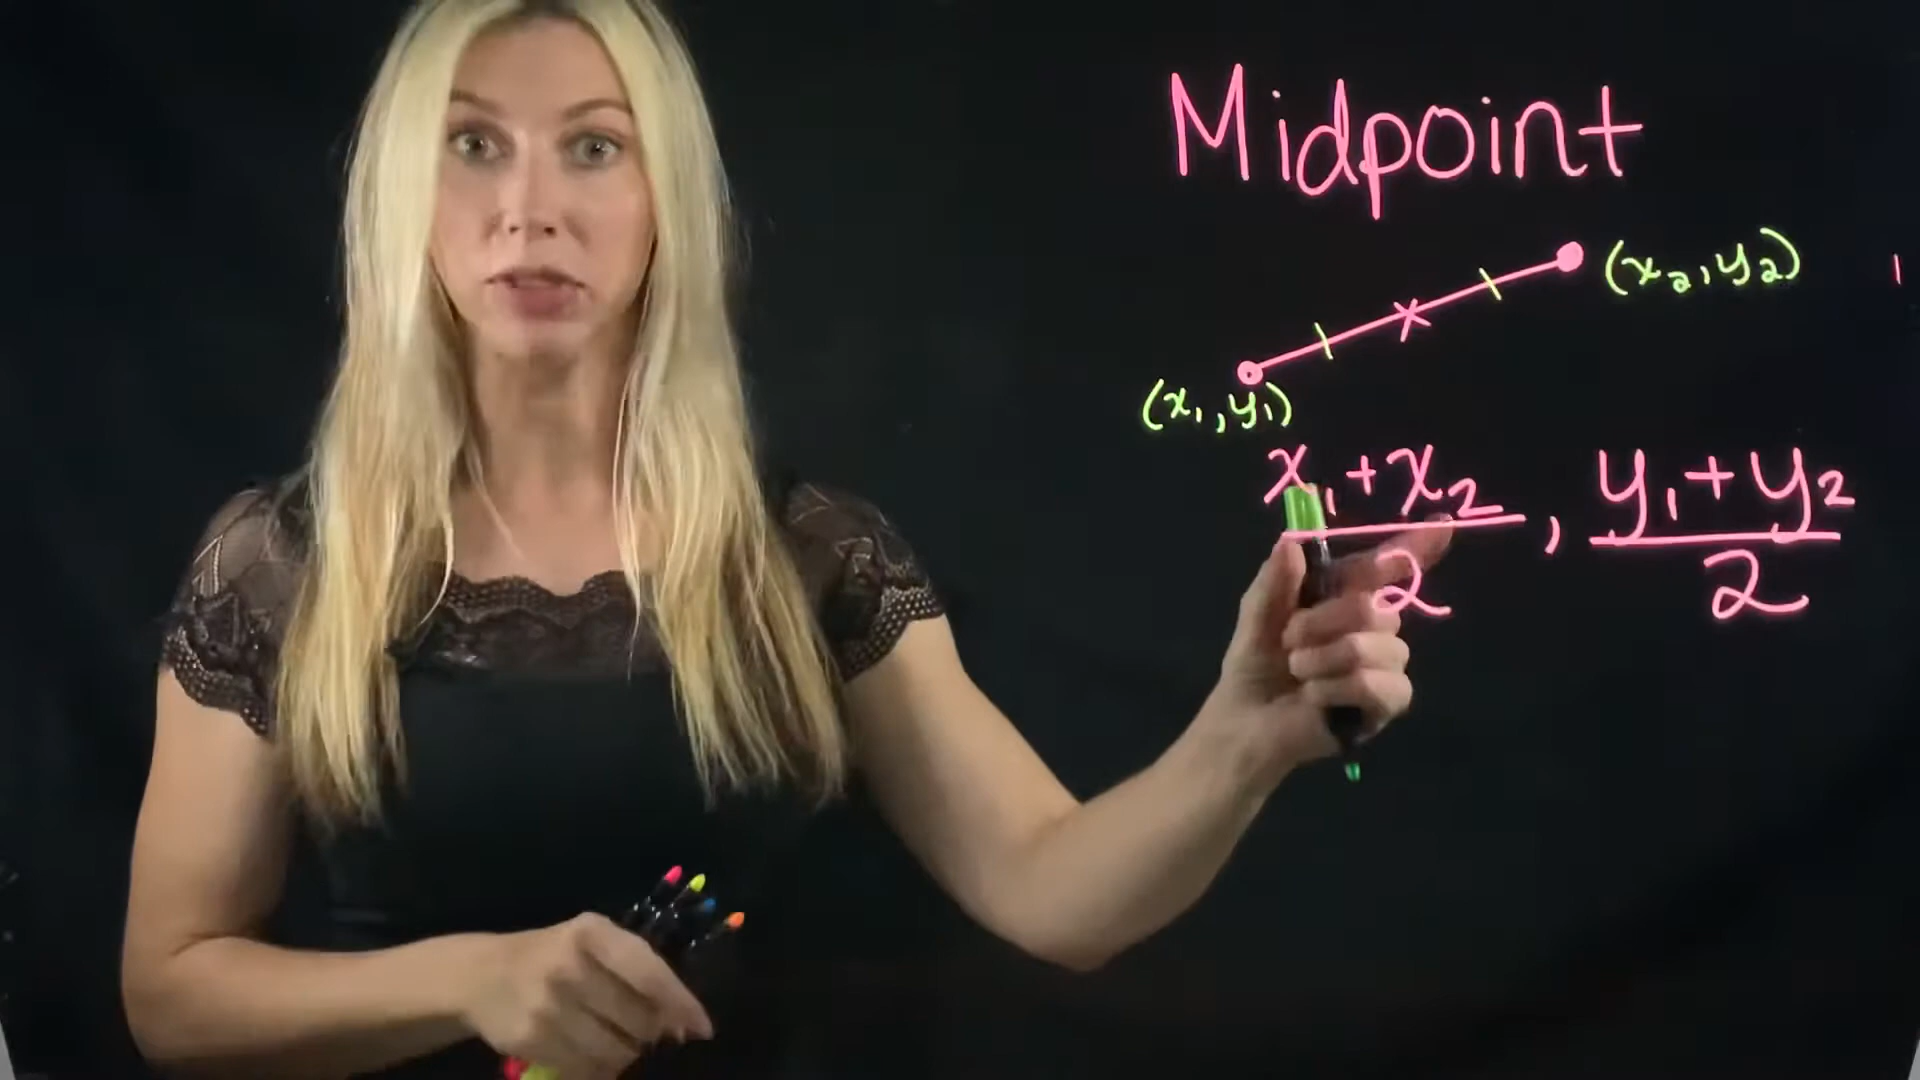 Midpoint
(x₂, y₂)
(x₁, y₁)
x₁ + x₂ / 2 , y₁ + y₂ / 2